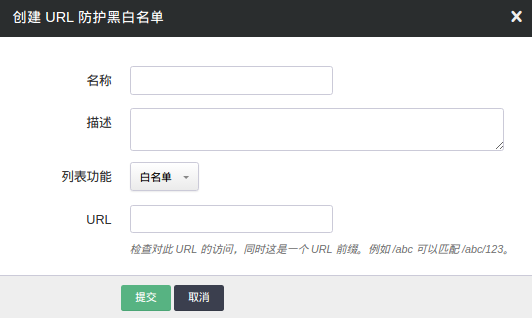 创建 URL 防护黑白名单
名称
描述
列表功能 白名单
URL
检查对此 URL 的访问，同时这是一个 URL 前缀。例如 /abc 可以匹配 /abc/123。
提交 取消